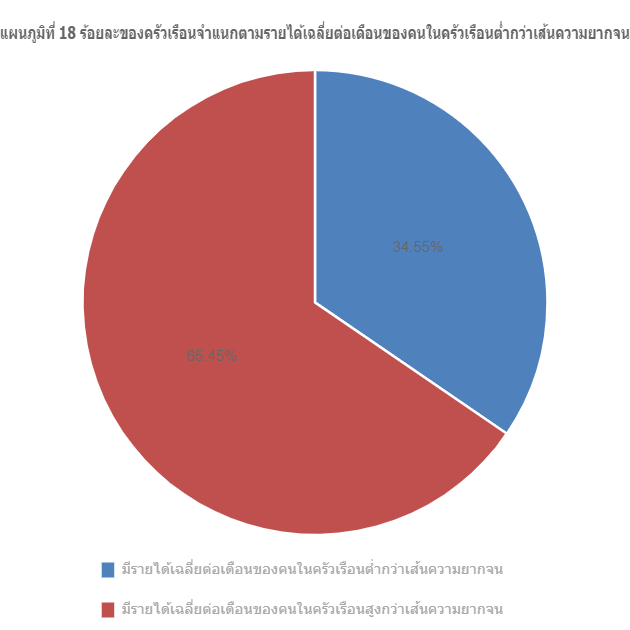 แผนภูมิที่ 18 ร้อยละของครัวเรือนจำแนกตามรายได้เฉลี่ยต่อเดือนของคนในครัวเรือนต่ำกว่าเส้นความยากจน
34.55%
65.45%
มีรายได้เฉลี่ยต่อเดือนของคนในครัวเรือนต่ำกว่าเส้นความยากจน
มีรายได้เฉลี่ยต่อเดือนของคนในครัวเรือนสูงกว่าเส้นความยากจน